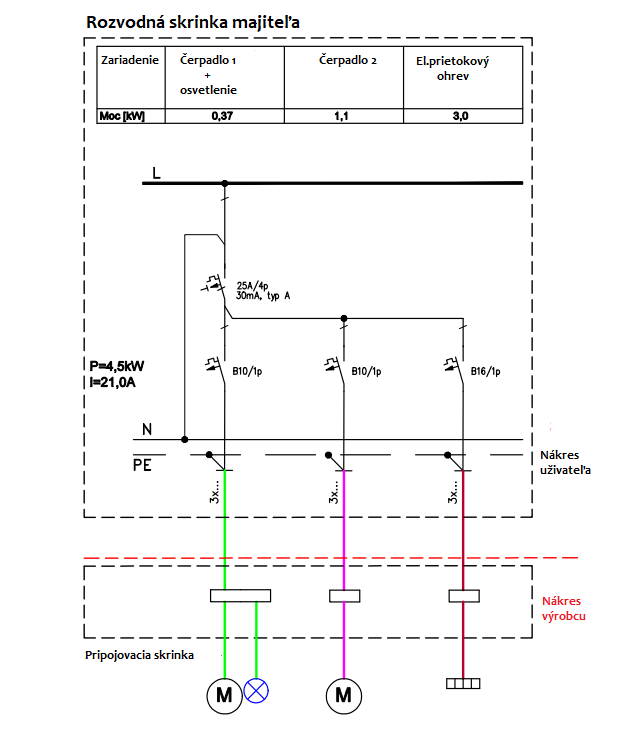 Rozvodná skrinka majiteľa
Zariadenie
Čerpadlo 1
+
osvetlenie
Čerpadlo 2
El.prietokový
ohrev
Moc [kW]
0,37
1,1
3,0
L
25A/4p
30mA, typ A
P=4,5kW
I=21,0A
B10/1p
B10/1p
B16/1p
N
PE
Nákres
uživateľa
3x...
3x...
3x...
Nákres
výrobcu
Pripojovacia skrinka
M
M